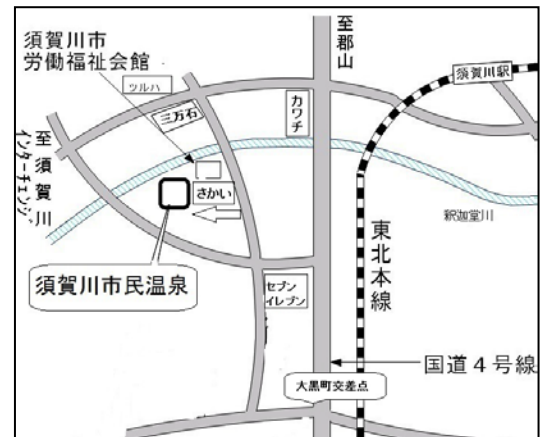 須賀川市
労働福祉会館
至郡山
ツルハ
三万石
カワチ
須賀川駅
至須賀川
インターチェンジ
さかい
釈迦堂川
東北本線
須賀川市民温泉
セブン
イレブン
国道4号線
大黒町交差点